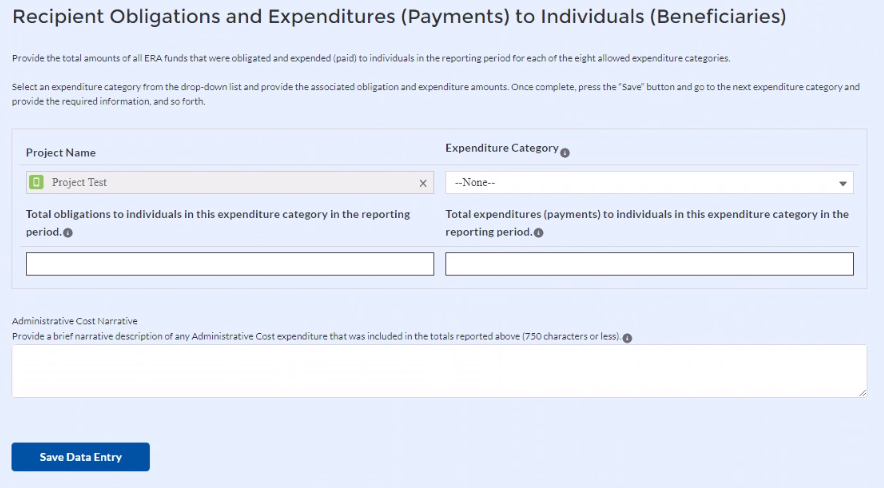 Recipient Obligations and Expenditures (Payments) to Individuals (Beneficiaries)
Provide the total amounts of all ERA funds that were obligated and expended (paid) to individuals in the reporting period for each of the eight allowed expenditure categories.
Select an expenditure category from the drop-down list and provide the associated obligation and expenditure amounts. Once complete, press the "Save" button and go to the next expenditure category and
provide the required information, and so forth.
Project Name
Expenditure Category
Project Test
--None--
Total obligations to individuals in this expenditure category in the reporting
period.
Total expenditures (payments) to individuals in this expenditure category in the
reporting period.
Administrative Cost Narrative
Provide a brief narrative description of any Administrative Cost expenditure that was included in the totals reported above (750 characters or less).
Save Data Entry